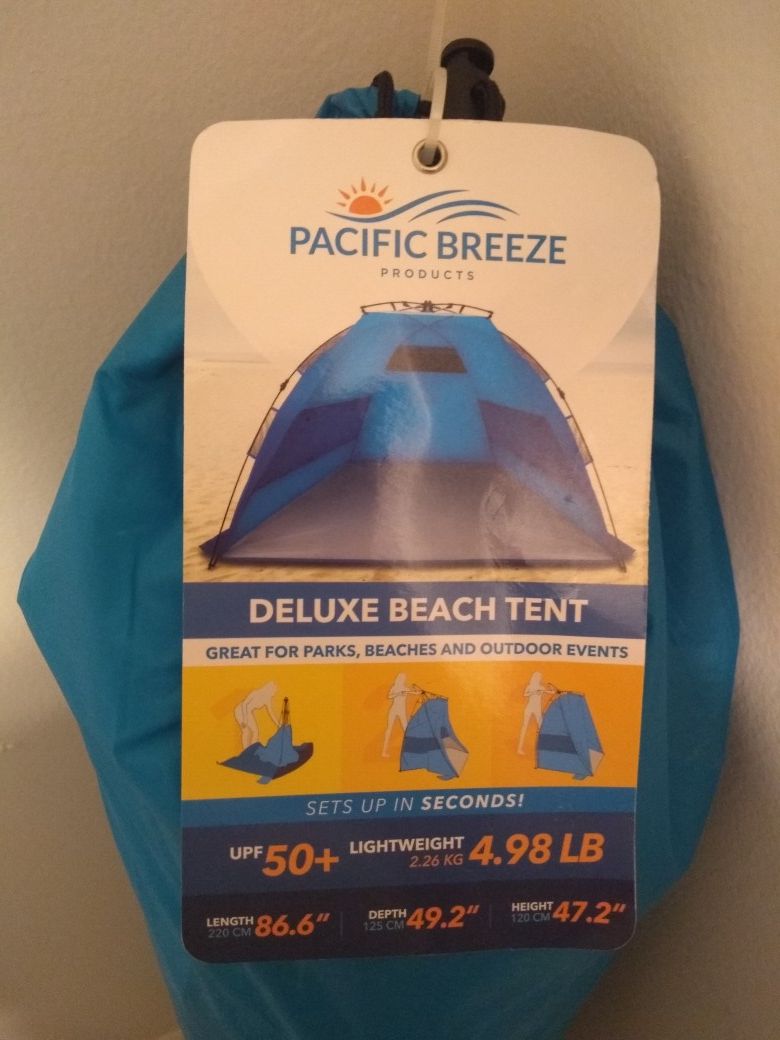 PACIFIC BREEZE
PRODUCTS
DELUXE BEACH TENT
GREAT FOR PARKS, BEACHES AND OUTDOOR EVENTS
SETS UP IN SECONDS!
UPF 50+ LIGHTWEIGHT 2.26 KG 4.98 LB
LENGTH 220 CM 86.6" DEPTH 125 CM 49.2" HEIGHT 120 CM 47.2"